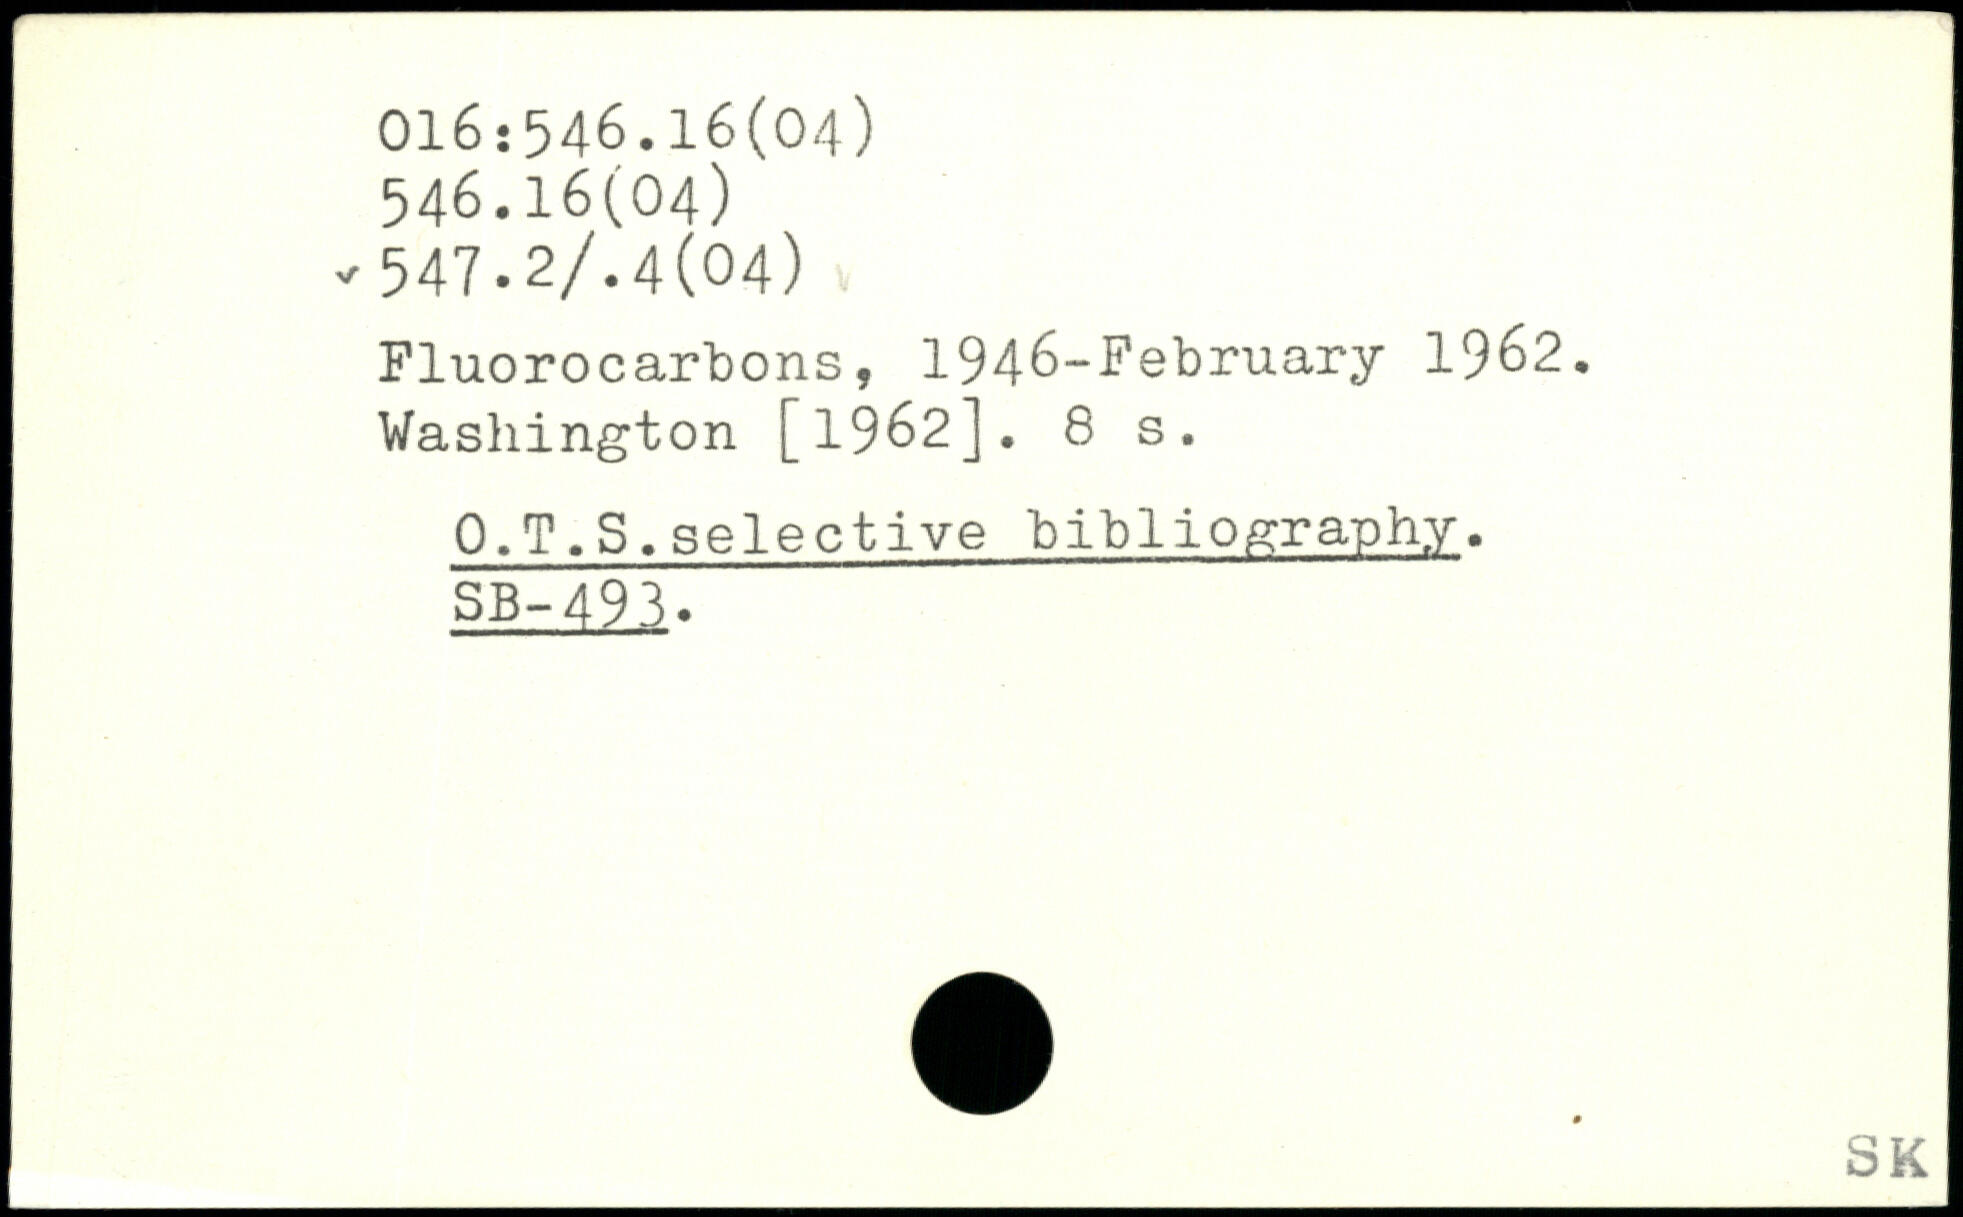 016:546.16(04)
546.16(04)
✓547.2/.4(04) ✓
Fluorocarbons, 1946-February 1962.
Washington [1962]. 8 s.
O.T.S.selective bibliography.
SB-493.
SK